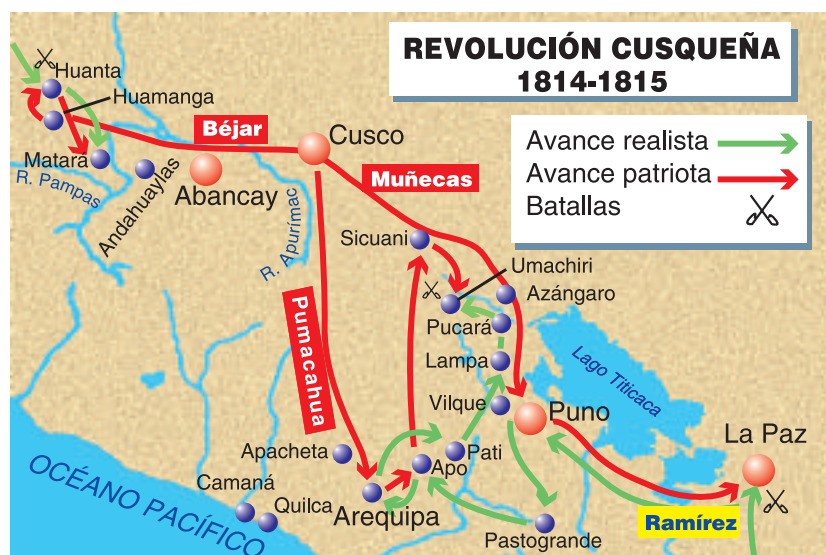 REVOLUCIÓN CUSQUEÑA
1814-1815
Avance realista
Avance patriota
Batallas
Huanta
Huamanga
Béjar
Cusco
Matará
R. Pampas
Andahuaylas
Abancay
R. Apurímac
Muñecas
Sicuani
Umachiri
Azángaro
Pucará
Lampa
Pumacahua
Lago Titicaca
Vilque
Puno
La Paz
Apacheta
Pati
Apo
Camaná
Quilca
Arequipa
OCÉANO PACÍFICO
Pastogrande
Ramírez